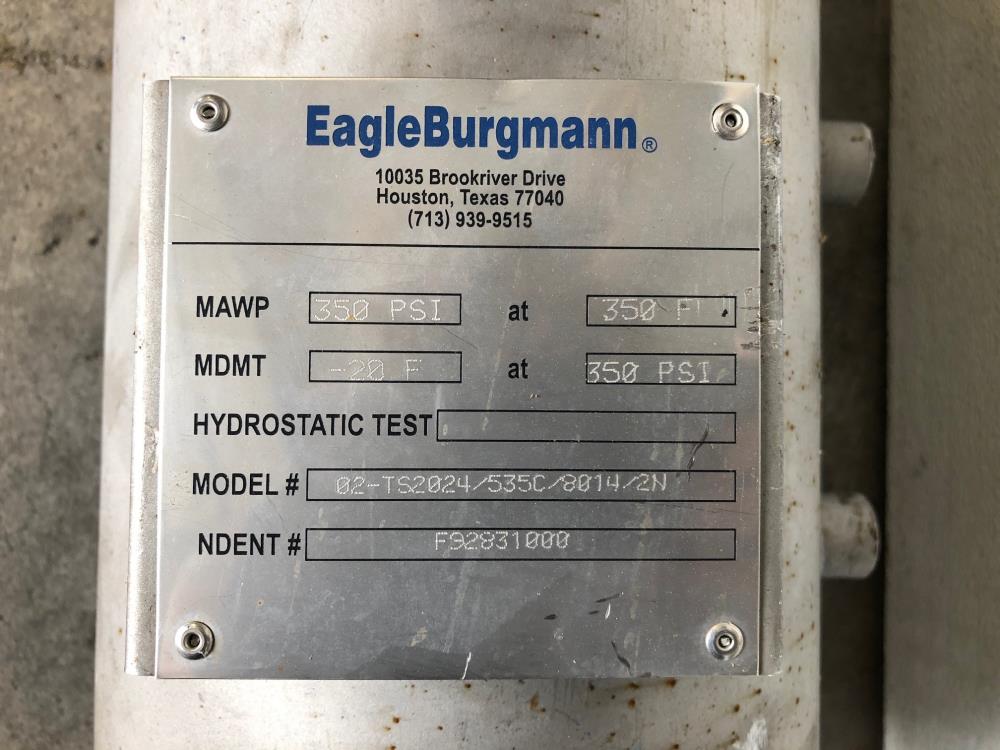 EagleBurgmann®
10035 Brookriver Drive
Houston, Texas 77040
(713) 939-9515
MAWP 350 PSI at 350 F
MDMT -20 F at 350 PSI
HYDROSTATIC TEST
MODEL # 02-TS2024/535C/8014/2N
NDENT # F92831000